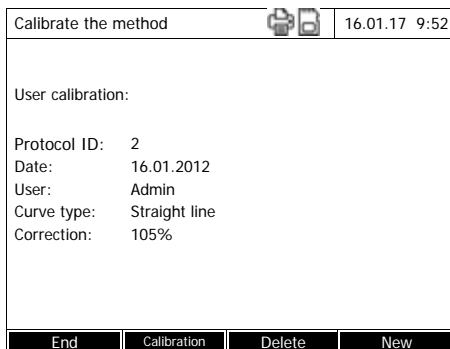 Calibrate the method 16.01.17 9:52
User calibration:
Protocol ID: 2
Date: 16.01.2012
User: Admin
Curve type: Straight line
Correction: 105%
End Calibration Delete New